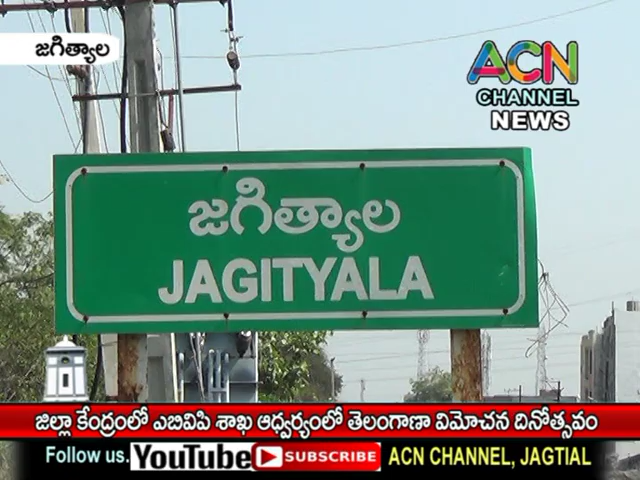 జగిత్యాల
ACN
CHANNEL
NEWS
జగిత్యాల
JAGITYALA
జిల్లా కేంద్రంలో ఎబివిపి శాఖ ఆధ్వర్యంలో తెలంగాణా విమోచన దినోత్సవం
Follow us. YouTube SUBSCRIBE ACN CHANNEL, JAGTIAL